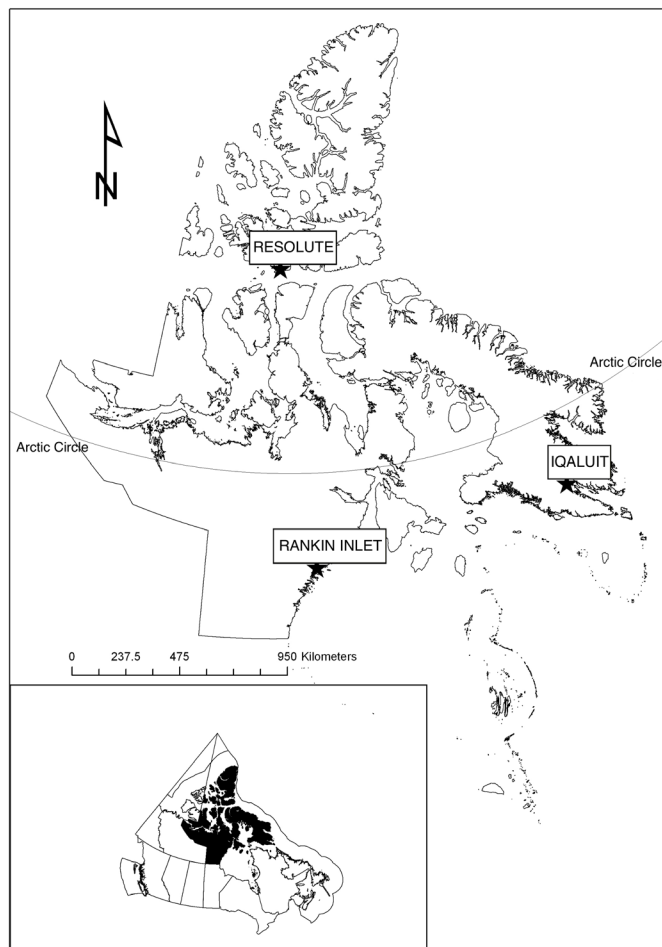 N
RESOLUTE
Arctic Circle
Arctic Circle
IQALUIT
RANKIN INLET
0 237.5 475 950 Kilometers